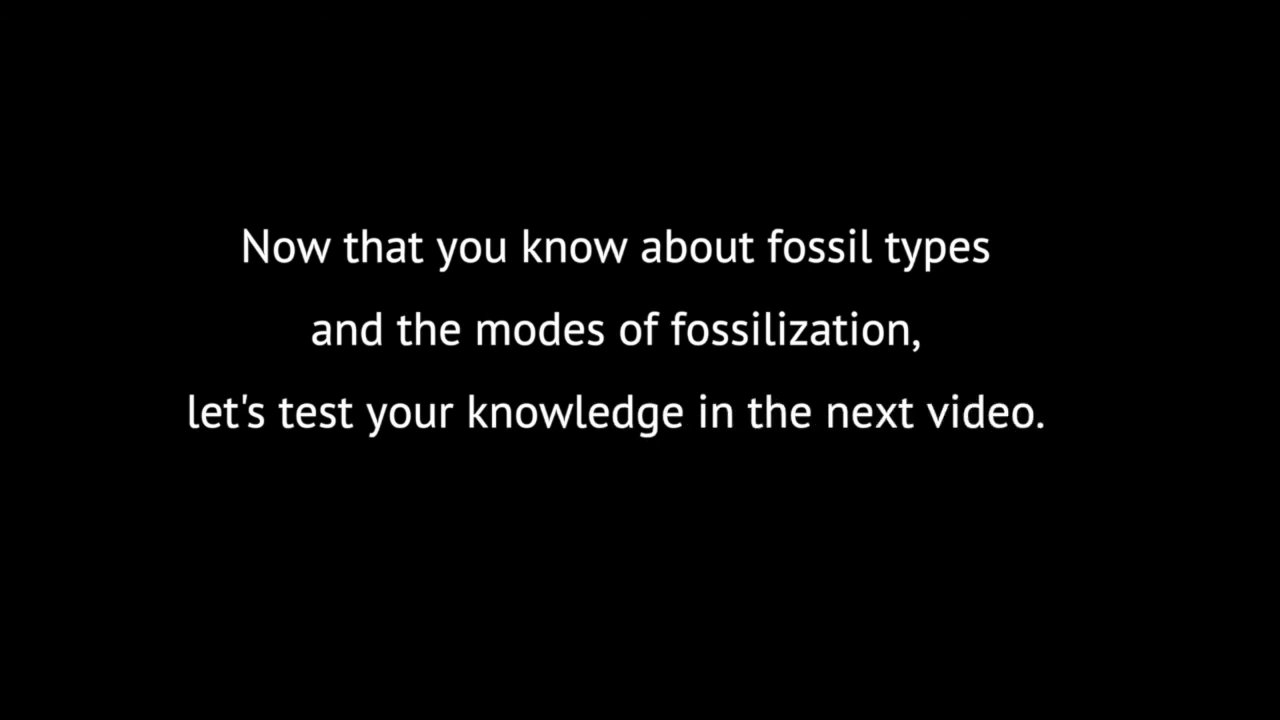 Now that you know about fossil types
and the modes of fossilization,
let's test your knowledge in the next video.